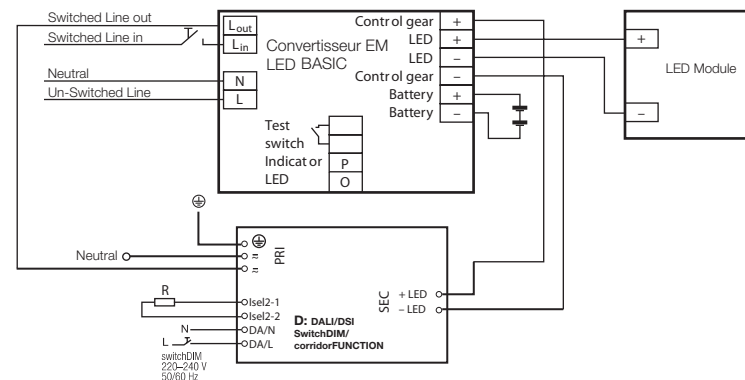 Switched Line out
Switched Line in
Neutral
Un-Switched Line
Lout
Lin
N
L
Convertisseur EM
LED BASIC
Test
switch
Indicat or
LED
P
O
Control gear +
LED +
LED –
Control gear –
Battery +
Battery –
+
–
LED Module
Neutral
PRI
=
=
R
Isel2-1
Isel2-2
N
DA/N
L
DA/L
switchDIM
220–240 V
50/60 Hz
D: DALI/DSI
SwitchDIM/
corridorFUNCTION
SEC
+ LED
– LED